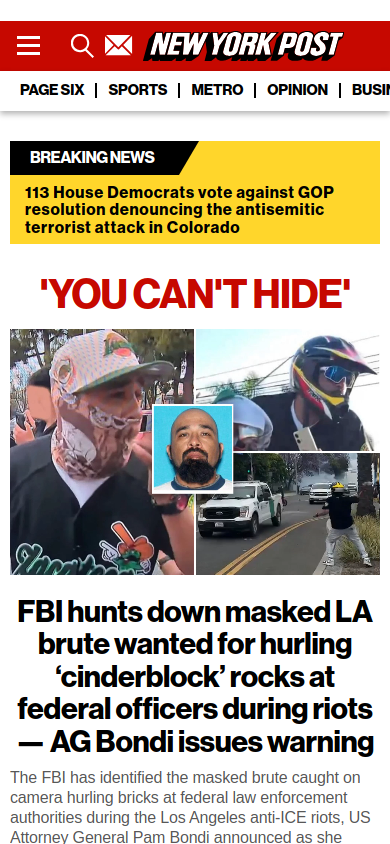 NEW YORK POST
PAGE SIX | SPORTS | METRO | OPINION | BUSI
BREAKING NEWS
113 House Democrats vote against GOP
resolution denouncing the antisemitic
terrorist attack in Colorado
'YOU CAN'T HIDE'
FBI hunts down masked LA
brute wanted for hurling
‘cinderblock’ rocks at
federal officers during riots
— AG Bondi issues warning
The FBI has identified the masked brute caught on
camera hurling bricks at federal law enforcement
authorities during the Los Angeles anti-ICE riots, US
Attorney General Pam Bondi announced as she